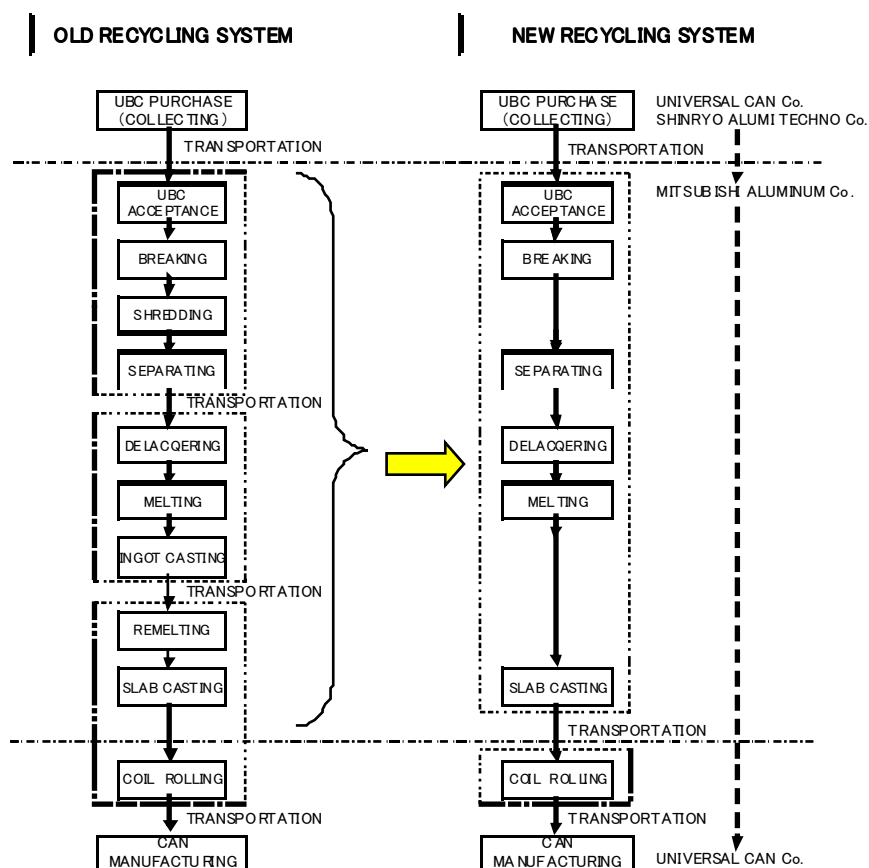 OLD RECYCLING SYSTEM
UBC PURCHASE
(COLLECTING)
TRANSPORTATION
UBC
ACCEPTANCE
BREAKING
SHREDDING
SEPARATING
TRANSPORTATION
DELACQERING
MELTING
INGOT CASTING
TRANSPORTATION
REMELTING
SLAB CASTING
COIL ROLLING
TRANSPORTATION
CAN
MANUFACTURING
NEW RECYCLING SYSTEM
UBC PURCHASE
(COLLECTING)
TRANSPORTATION
UBC
ACCEPTANCE
BREAKING
SEPARATING
DELACQERING
MELTING
SLAB CASTING
TRANSPORTATION
COIL ROLLING
TRANSPORTATION
CAN
MANUFACTURING
UNIVERSAL CAN Co.
SHINRYO ALUMI TECHNO Co.
MITSUBISHI ALUMINUM Co.
UNIVERSAL CAN Co.